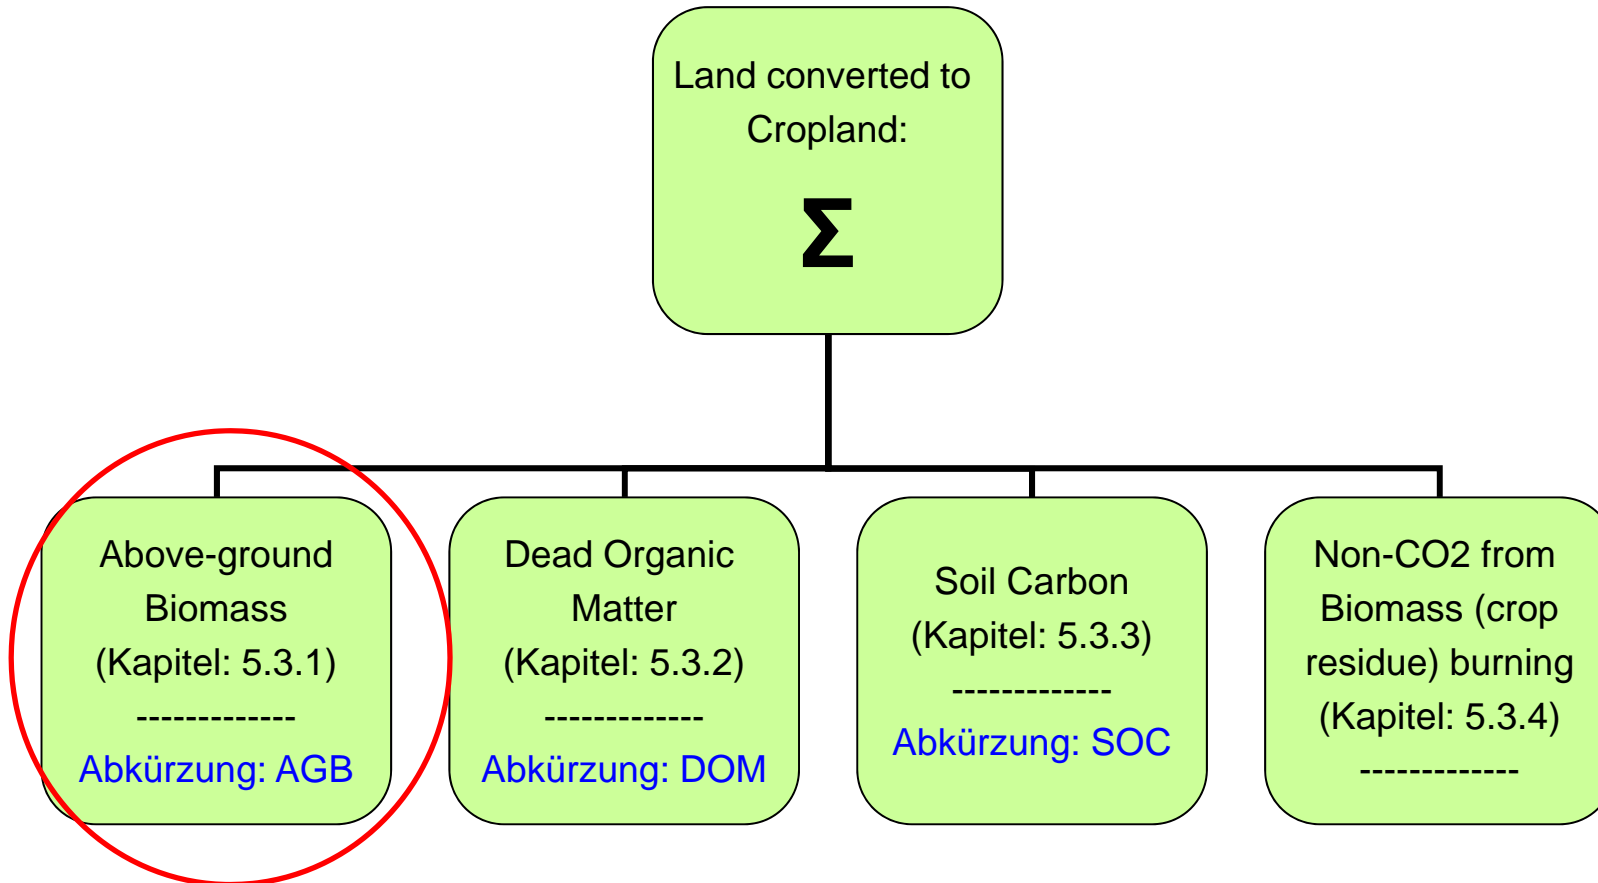 Land converted to
Cropland:
Σ
Above-ground
Biomass
(Kapitel: 5.3.1)
-------------
Abkürzung: AGB
Dead Organic
Matter
(Kapitel: 5.3.2)
-------------
Abkürzung: DOM
Soil Carbon
(Kapitel: 5.3.3)
-------------
Abkürzung: SOC
Non-CO2 from
Biomass (crop
residue) burning
(Kapitel: 5.3.4)
-------------